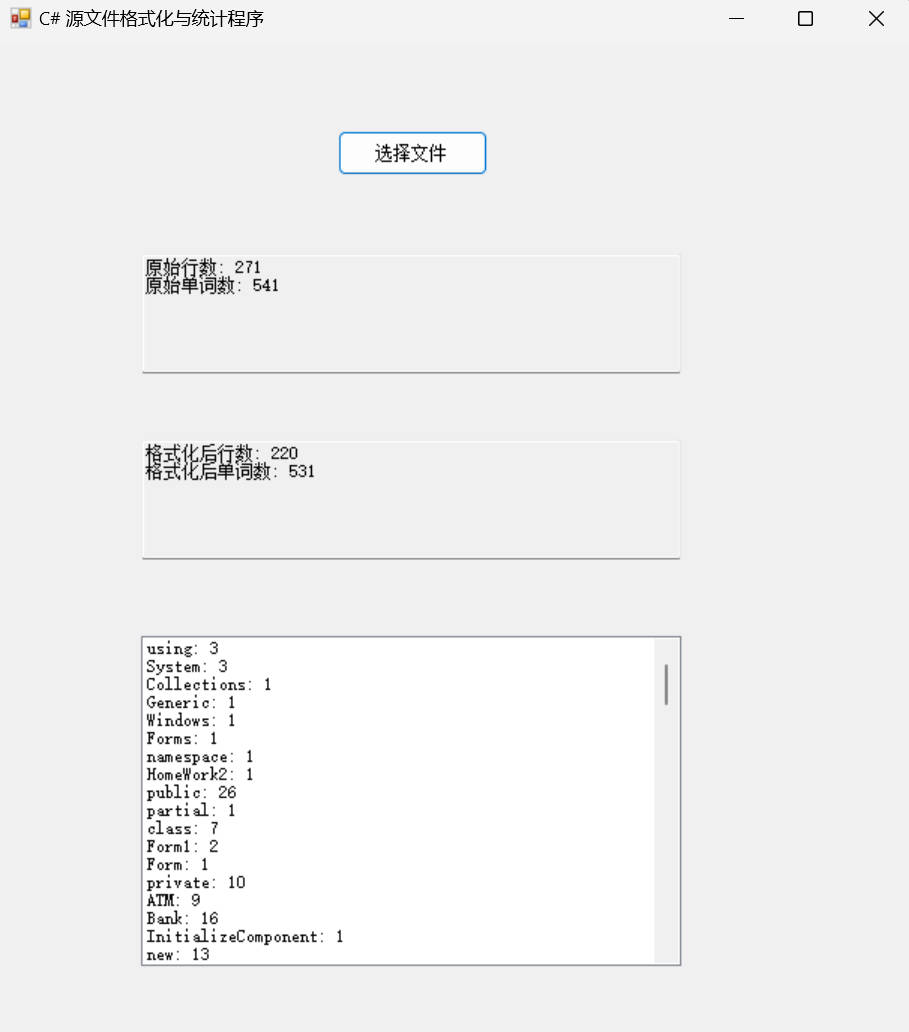 C# 源文件格式化与统计程序
选择文件
原始行数: 271
原始单词数: 541
格式化后行数: 220
格式化后单词数: 531
using: 3
System: 3
Collections: 1
Generic: 1
Windows: 1
Forms: 1
namespace: 1
HomeWork2: 1
public: 26
partial: 1
class: 7
Form1: 2
Form: 1
private: 10
ATM: 9
Bank: 16
InitializeComponent: 1
new: 13